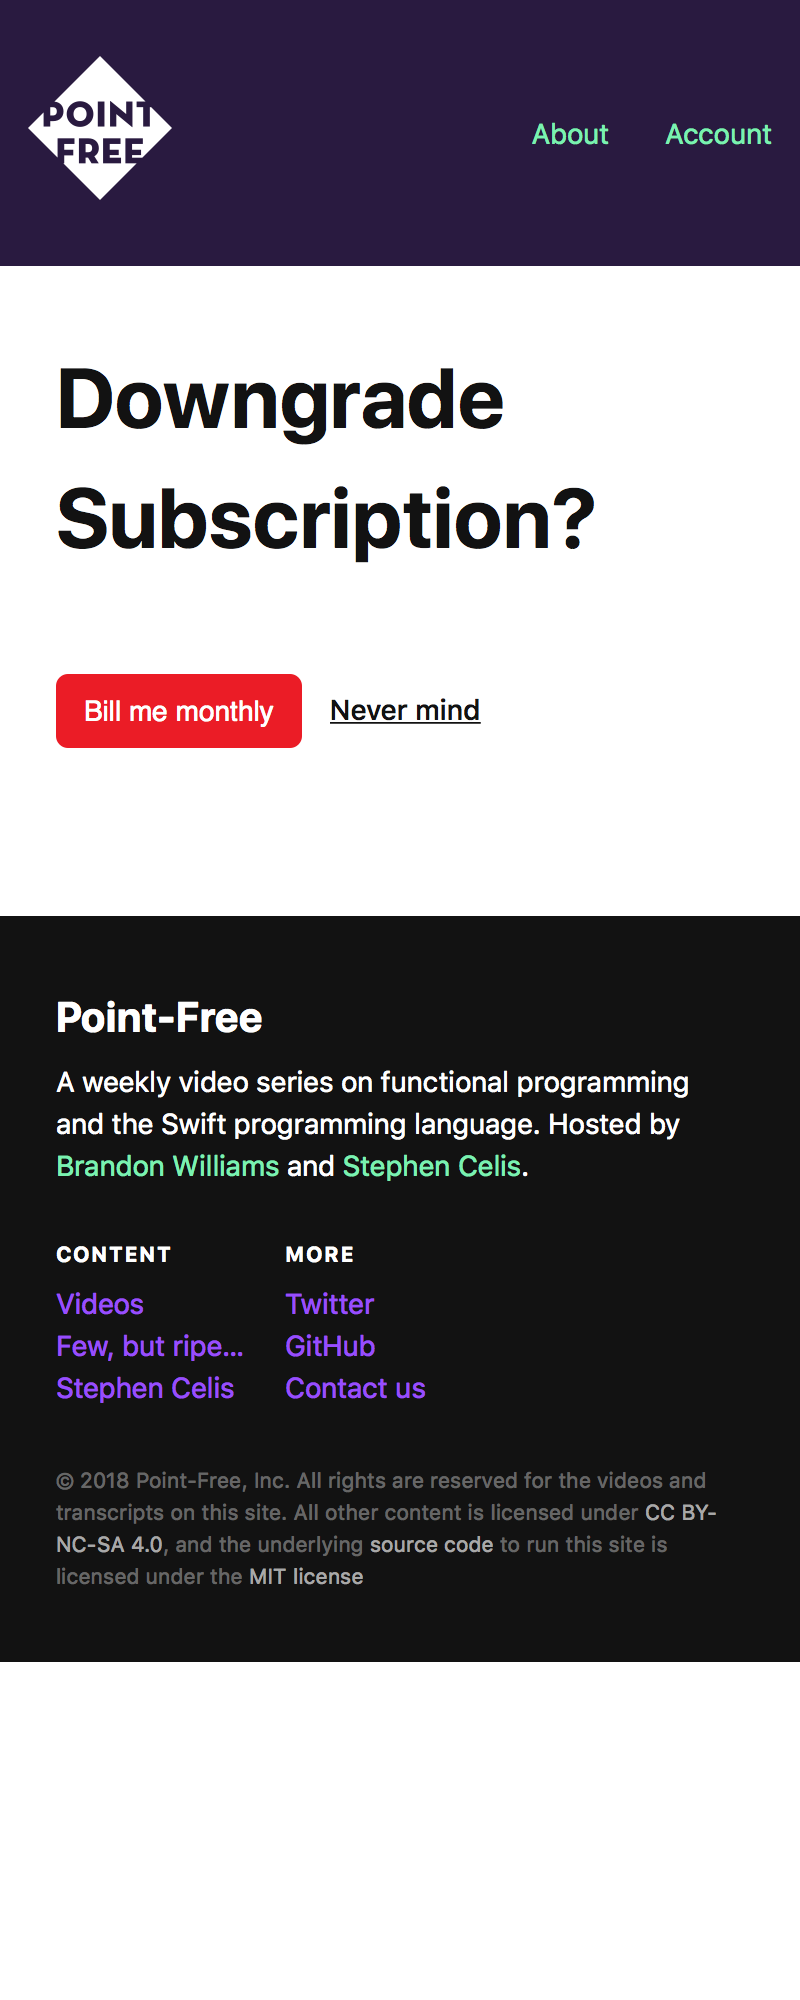 POINT
FREE
About Account
Downgrade
Subscription?
Bill me monthly Never mind
Point-Free
A weekly video series on functional programming
and the Swift programming language. Hosted by
Brandon Williams and Stephen Celis.
CONTENT
Videos
Few, but ripe...
Stephen Celis
MORE
Twitter
GitHub
Contact us
© 2018 Point-Free, Inc. All rights are reserved for the videos and
transcripts on this site. All other content is licensed under CC BY-
NC-SA 4.0, and the underlying source code to run this site is
licensed under the MIT license